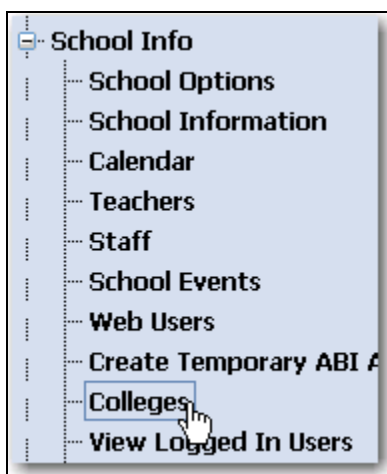 School Info
School Options
School Information
Calendar
Teachers
Staff
School Events
Web Users
Create Temporary ABI
Colleges
View Logged In Users